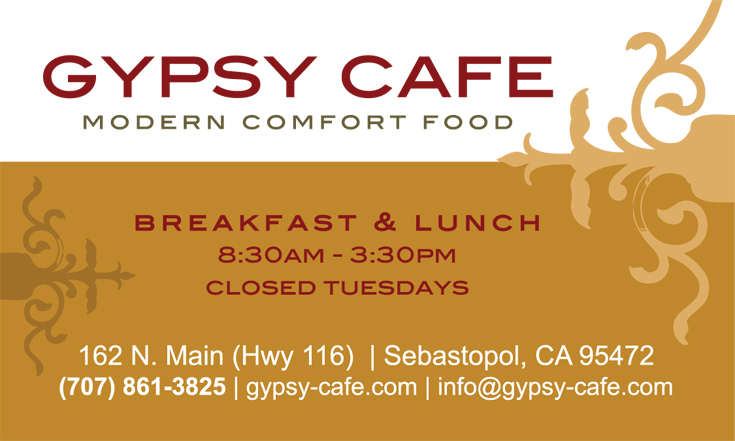 GYPSY CAFE
MODERN COMFORT FOOD
BREAKFAST & LUNCH
8:30AM - 3:30PM
CLOSED TUESDAYS
162 N. Main (Hwy 116) | Sebastopol, CA 95472
(707) 861-3825 | gypsy-cafe.com | info@gypsy-cafe.com